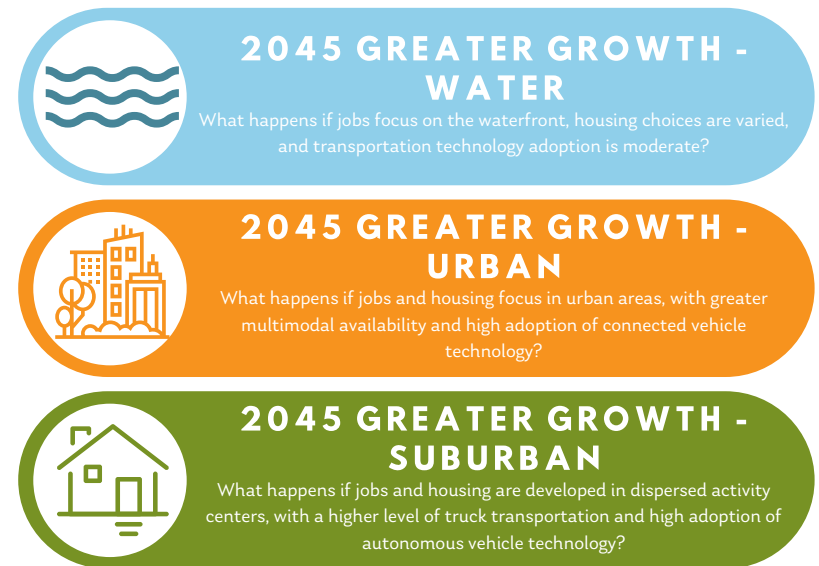 2045 GREATER GROWTH -
WATER
What happens if jobs focus on the waterfront, housing choices are varied,
and transportation technology adoption is moderate?
2045 GREATER GROWTH -
URBAN
What happens if jobs and housing focus in urban areas, with greater
multimodal availability and high adoption of connected vehicle
technology?
2045 GREATER GROWTH -
SUBURBAN
What happens if jobs and housing are developed in dispersed activity
centers, with a higher level of truck transportation and high adoption of
autonomous vehicle technology?